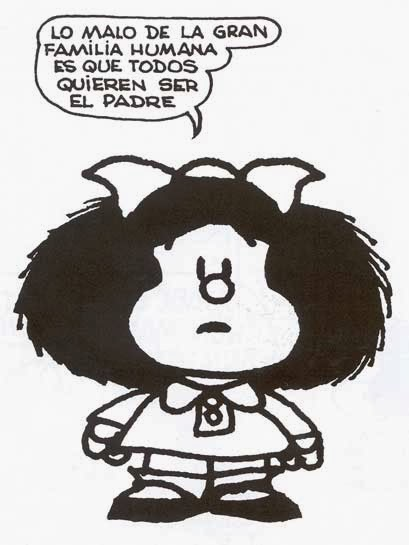 LO MALO DE LA GRAN
FAMILIA HUMANA
ES QUE TODOS
QUIEREN SER
EL PADRE